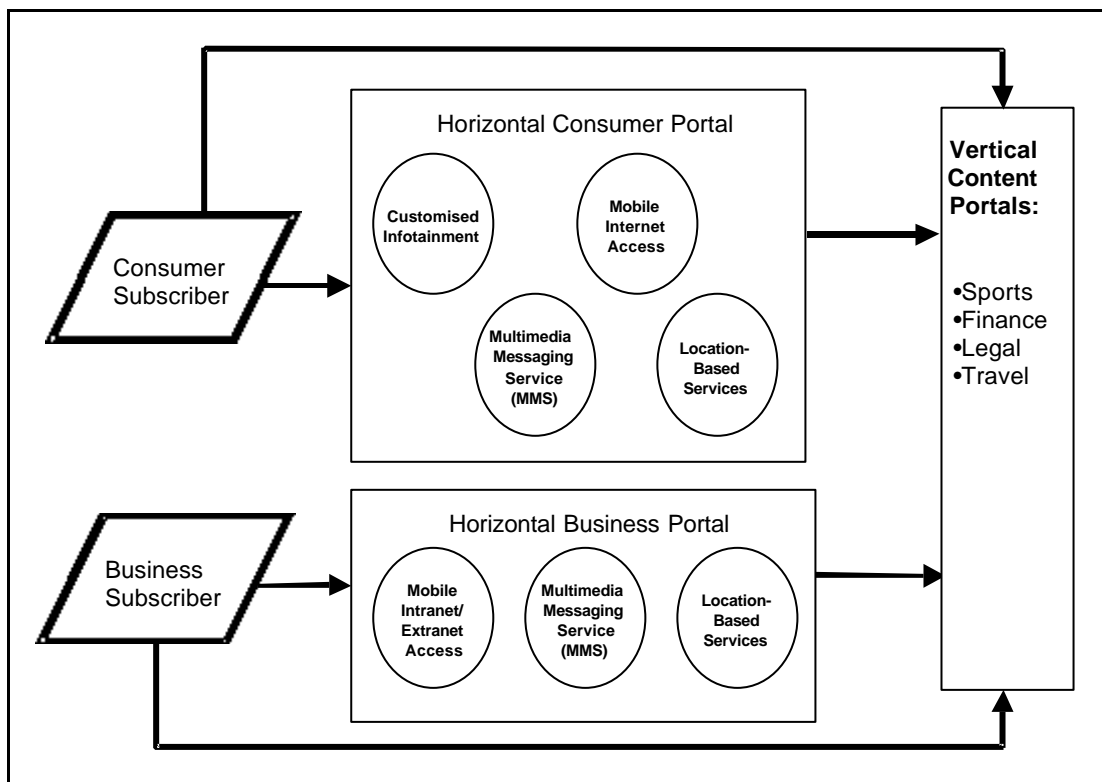 Horizontal Consumer Portal
Customised
Infotainment
Mobile
Internet
Access
Multimedia
Messaging
Service
(MMS)
Location-
Based
Services
Consumer
Subscriber
Vertical
Content
Portals:
•Sports
•Finance
•Legal
•Travel
Horizontal Business Portal
Business
Subscriber
Mobile
Intranet/
Extranet
Access
Multimedia
Messaging
Service
(MMS)
Location-
Based
Services